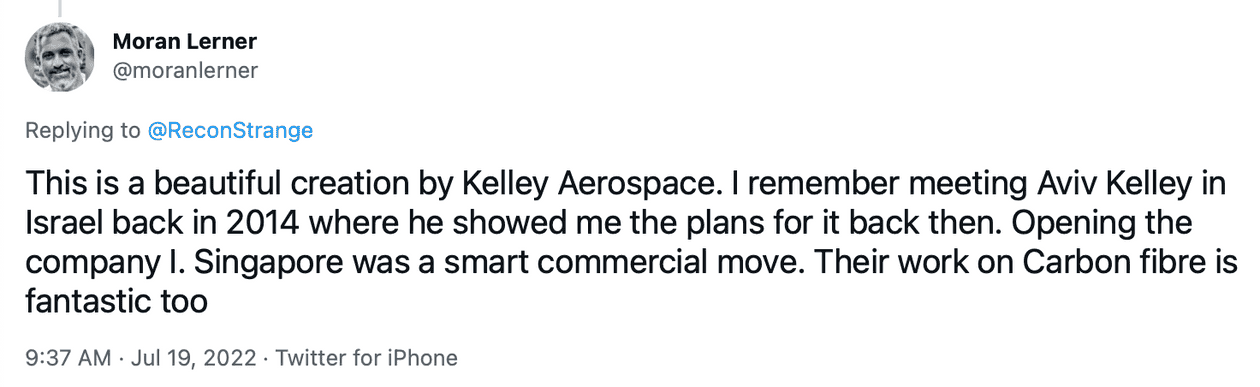 Moran Lerner
@moranlerner
Replying to @ReconStrange
This is a beautiful creation by Kelley Aerospace. I remember meeting Aviv Kelley in
Israel back in 2014 where he showed me the plans for it back then. Opening the
company I. Singapore was a smart commercial move. Their work on Carbon fibre is
fantastic too
9:37 AM · Jul 19, 2022 · Twitter for iPhone